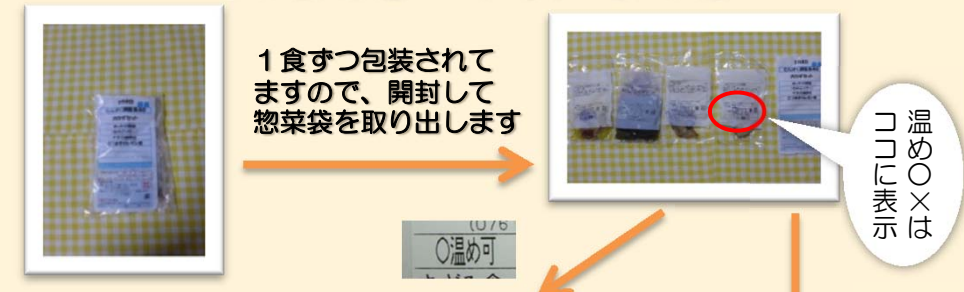 １食ずつ包装されて
ますので、開封して
惣菜袋を取り出します
温め〇×は
ココに表示
〇温め可